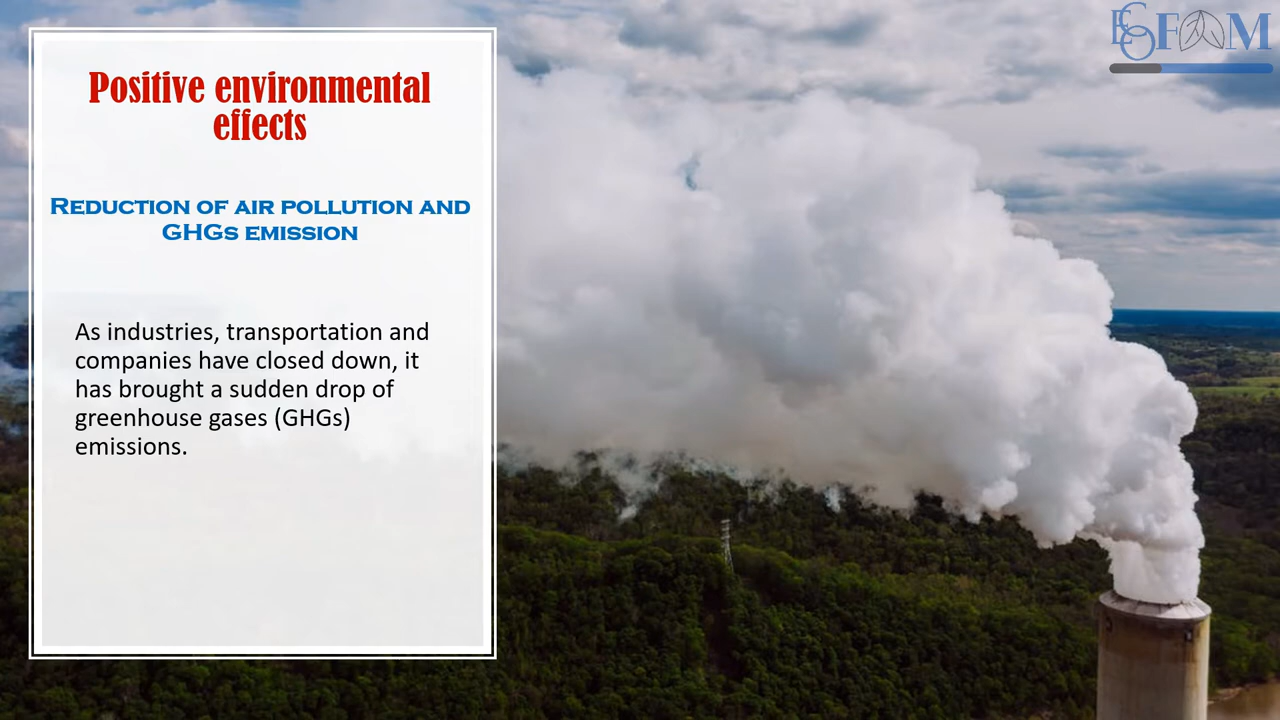 ECOFOM
Positive environmental
effects
REDUCTION OF AIR POLLUTION AND
GHGS EMISSION
As industries, transportation and
companies have closed down, it
has brought a sudden drop of
greenhouse gases (GHGs)
emissions.